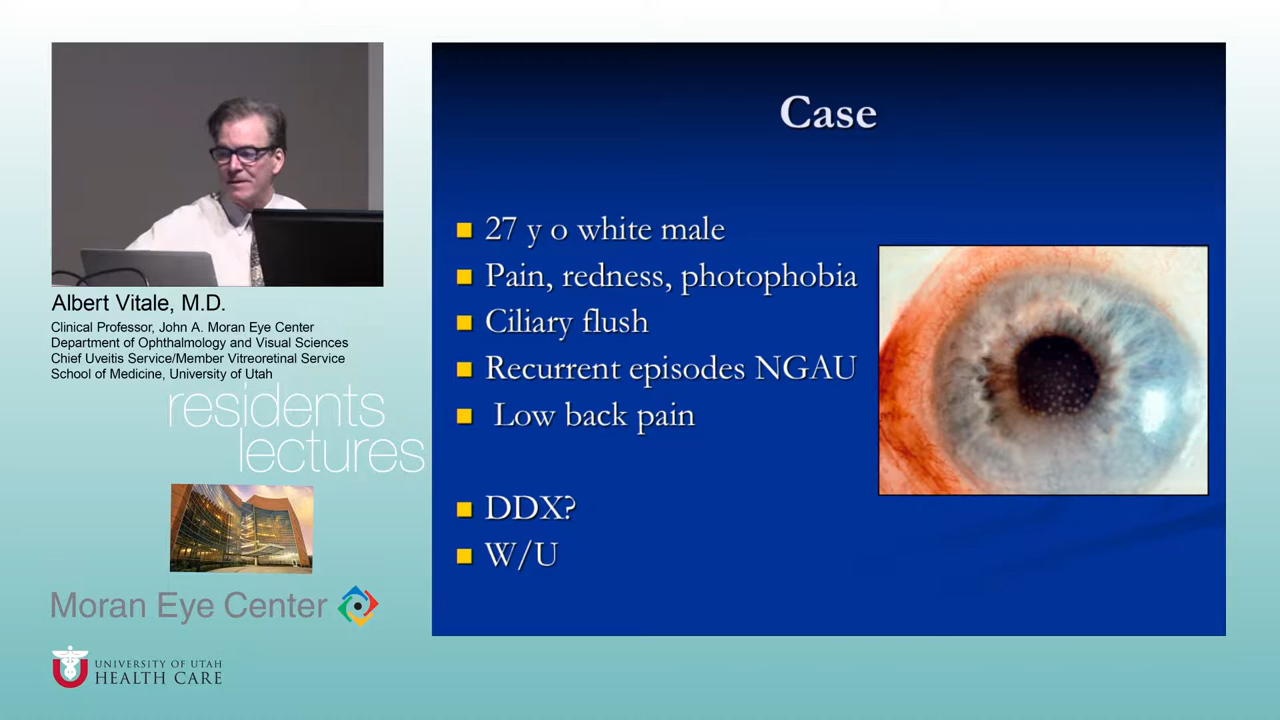 Albert Vitale, M.D.
Clinical Professor, John A. Moran Eye Center
Department of Ophthalmology and Visual Sciences
Chief Uveitis Service/Member Vitreoretinal Service
School of Medicine, University of Utah
residents
lectures
Moran Eye Center
UNIVERSITY OF UTAH
HEALTH CARE
Case
27 y o white male
Pain, redness, photophobia
Ciliary flush
Recurrent episodes NGAU
Low back pain
DDX?
W/U